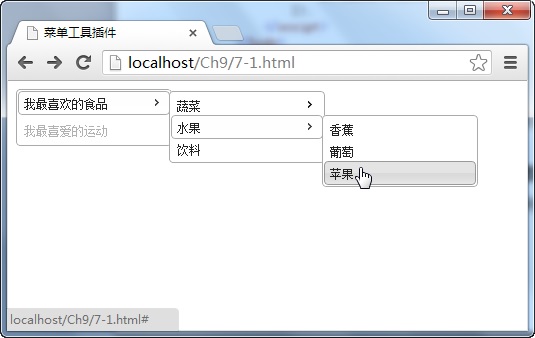 菜单工具插件
localhost/Ch9/7-1.html
我最喜欢的食品
我最喜爱的运动
蔬菜
水果
饮料
香蕉
葡萄
苹果
localhost/Ch9/7-1.html#